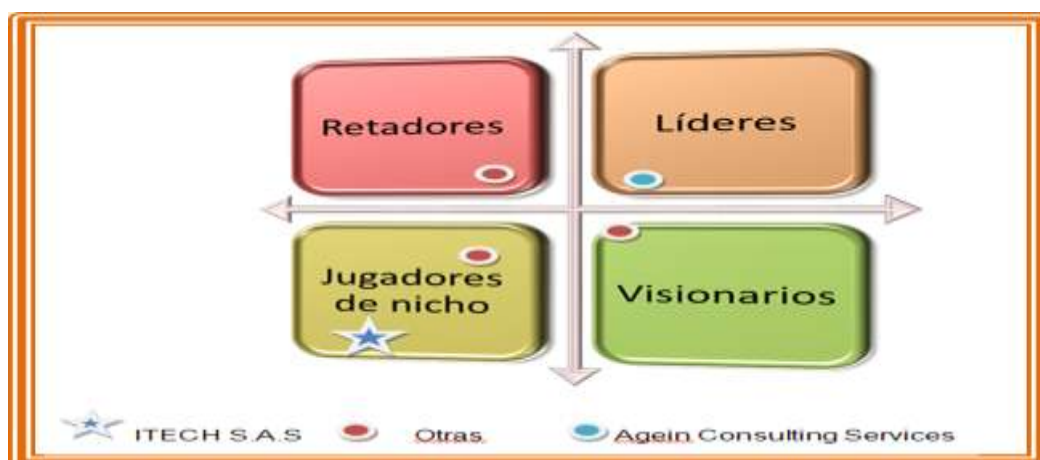 Retadores
Líderes
Jugadores
de nicho
Visionarios
ITECH S.A.S
Otras
Agein Consulting Services